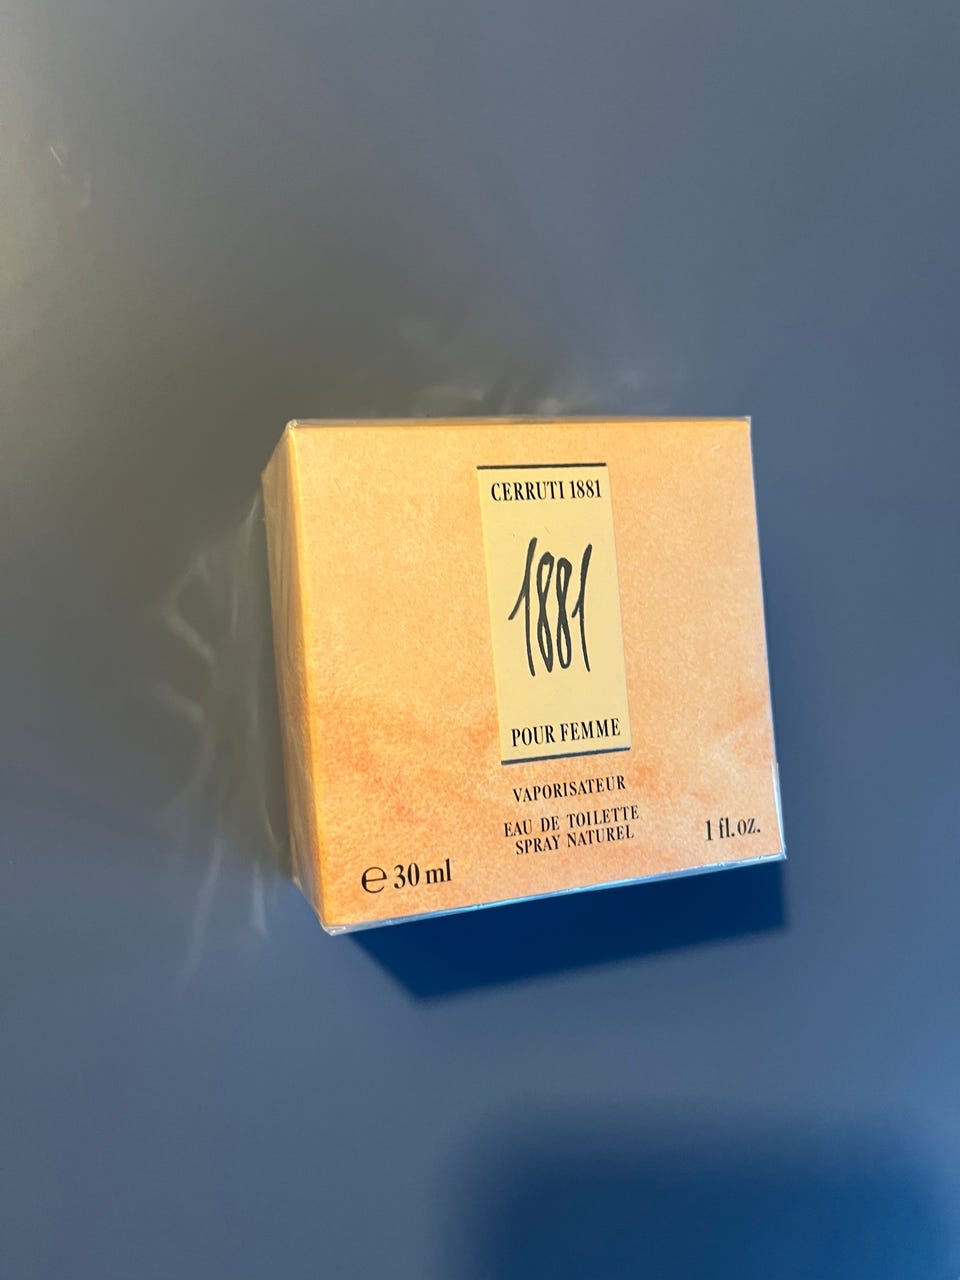 CERRUTI 1881
1881
POUR FEMME
VAPORISATEUR
EAU DE TOILETTE
SPRAY NATUREL
1 fl.oz.
℮ 30 ml